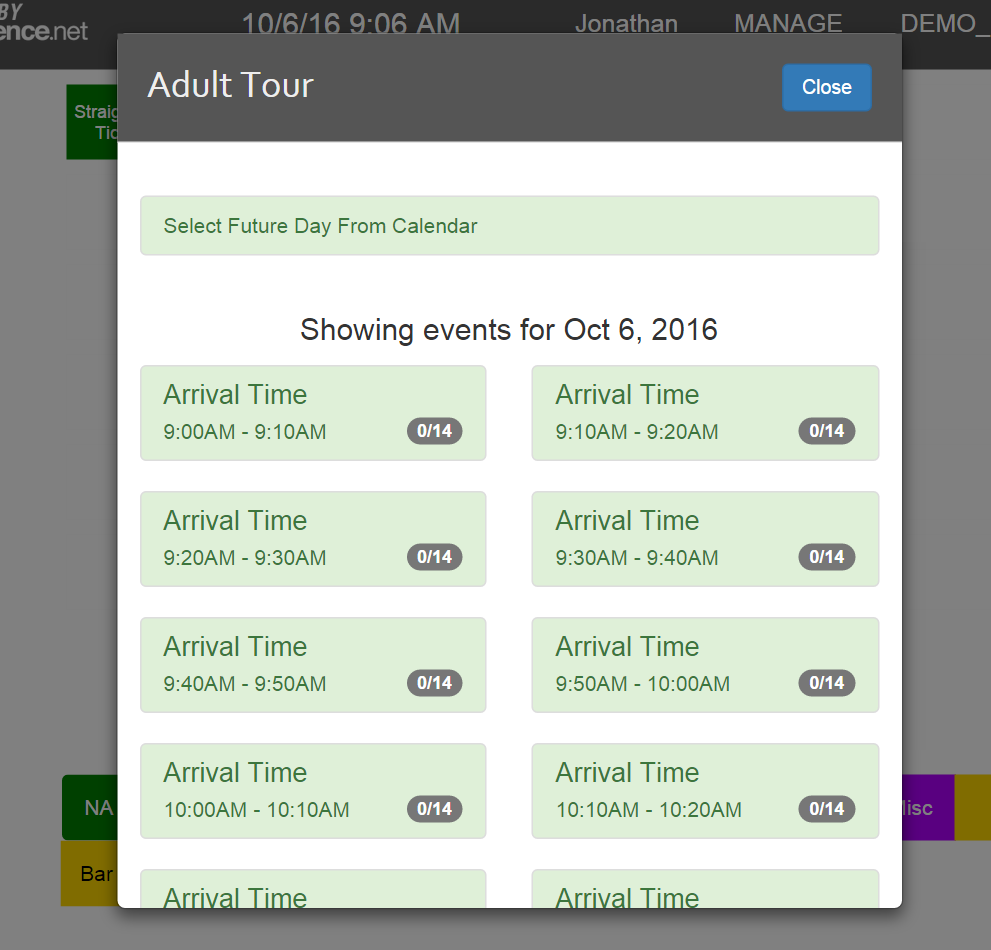 BY
ence.net
10/6/16 9:06 AM Jonathan MANAGE DEMO_
Adult Tour Close
Straig
Tic
Select Future Day From Calendar
Showing events for Oct 6, 2016
Arrival Time
9:00AM - 9:10AM 0/14
Arrival Time
9:10AM - 9:20AM 0/14
Arrival Time
9:20AM - 9:30AM 0/14
Arrival Time
9:30AM - 9:40AM 0/14
Arrival Time
9:40AM - 9:50AM 0/14
Arrival Time
9:50AM - 10:00AM 0/14
Arrival Time
10:00AM - 10:10AM 0/14
Arrival Time
10:10AM - 10:20AM 0/14
NA
isc
Bar
Arrival Time
Arrival Time